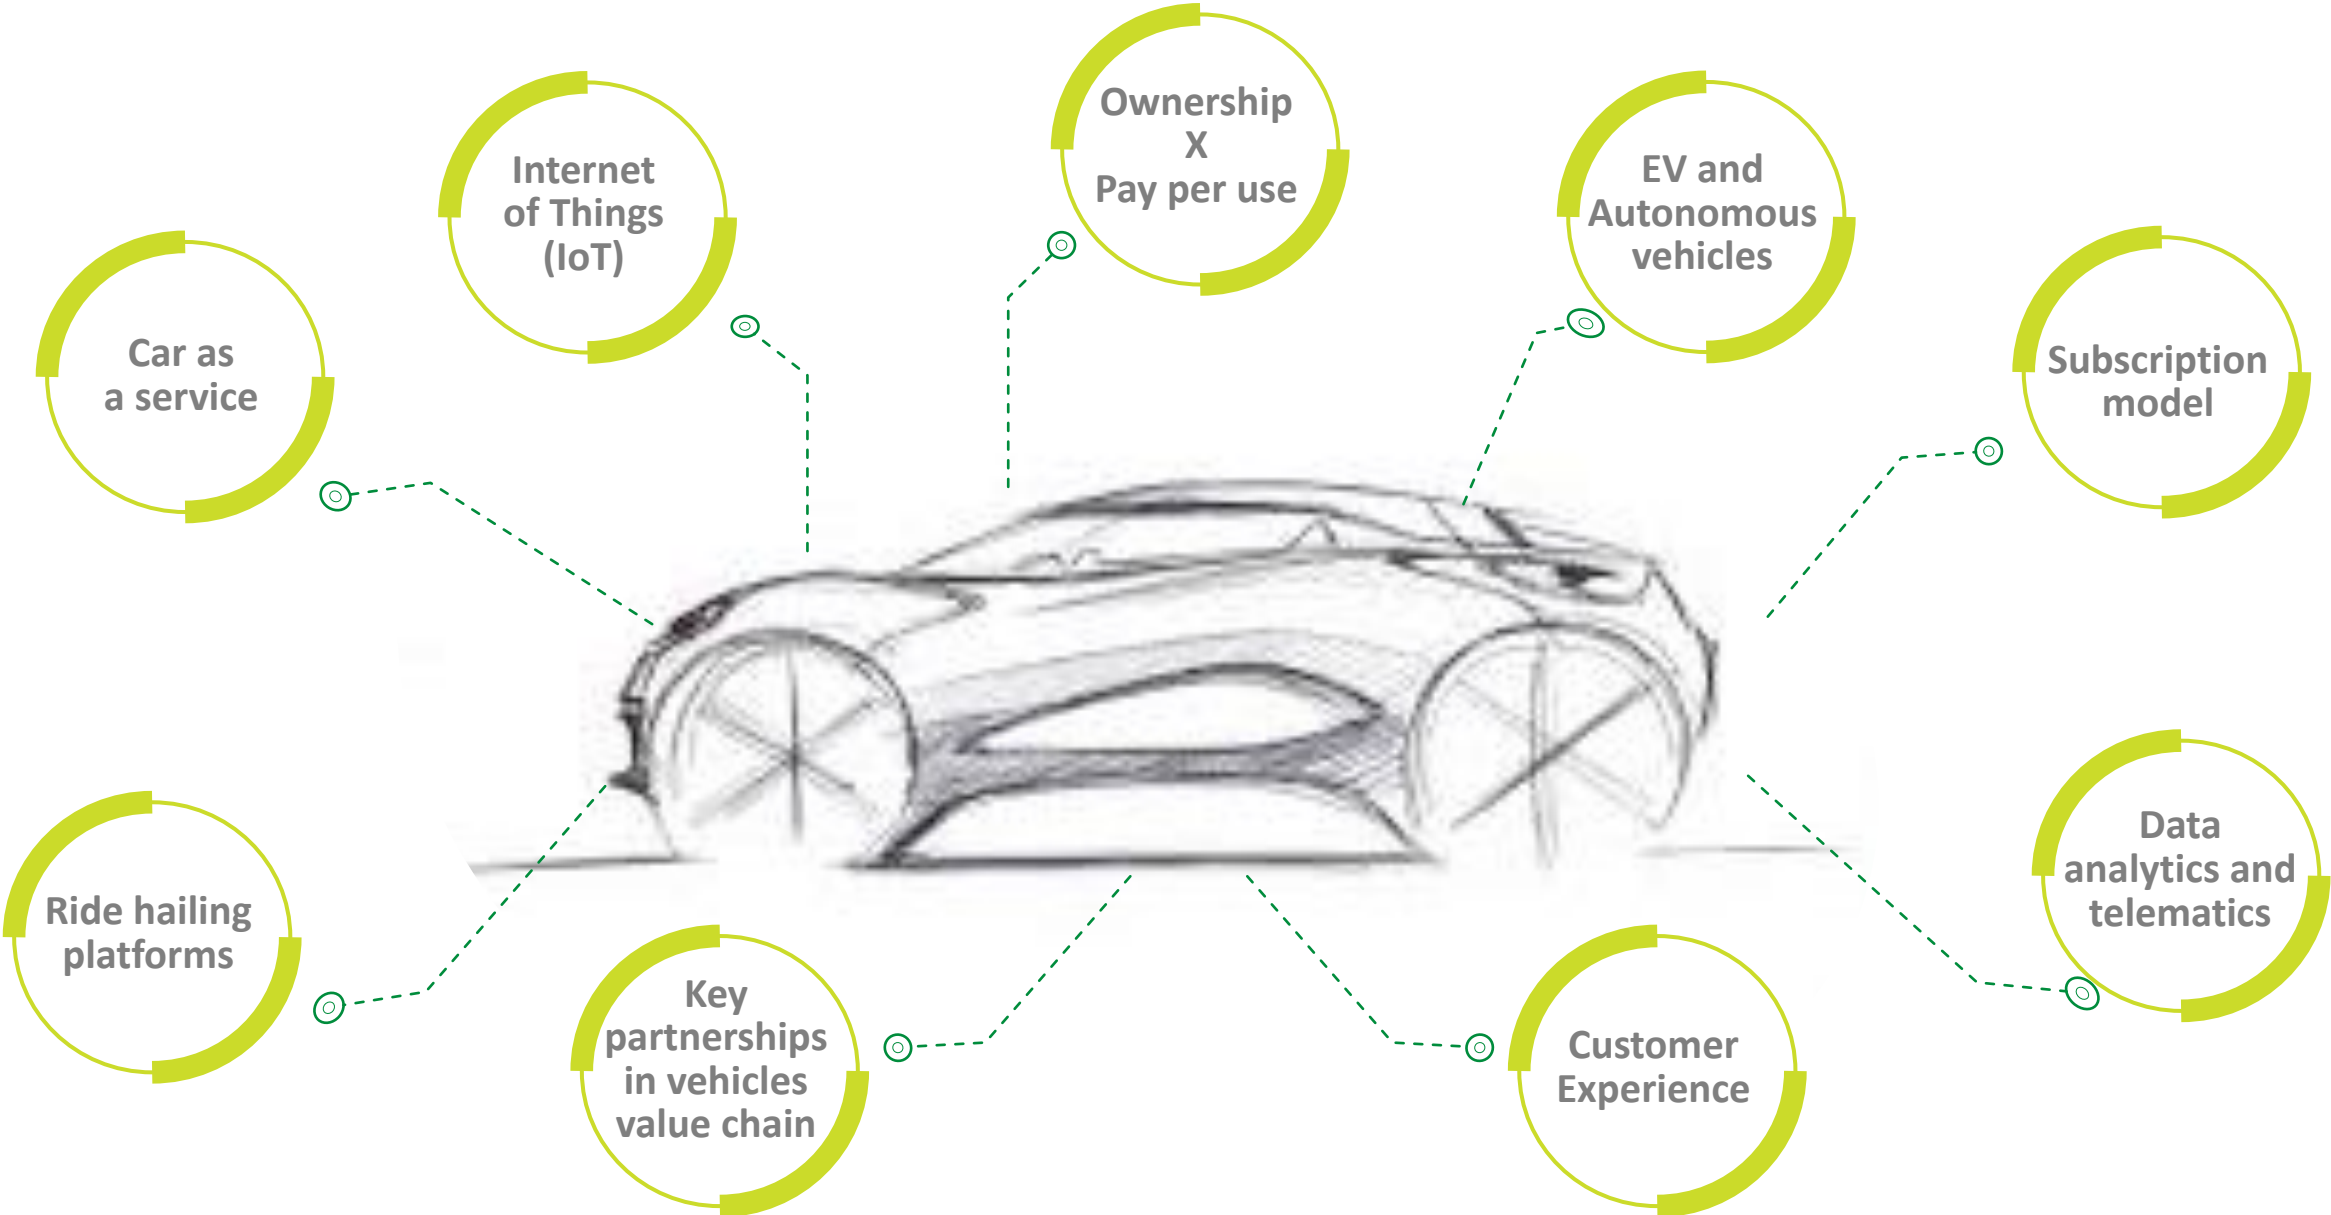 Ownership
X
Pay per use
Internet
of Things
(IoT)
EV and
Autonomous
vehicles
Car as
a service
Subscription
model
Data
analytics and
telematics
Ride hailing
platforms
Key
partnerships
in vehicles
value chain
Customer
Experience